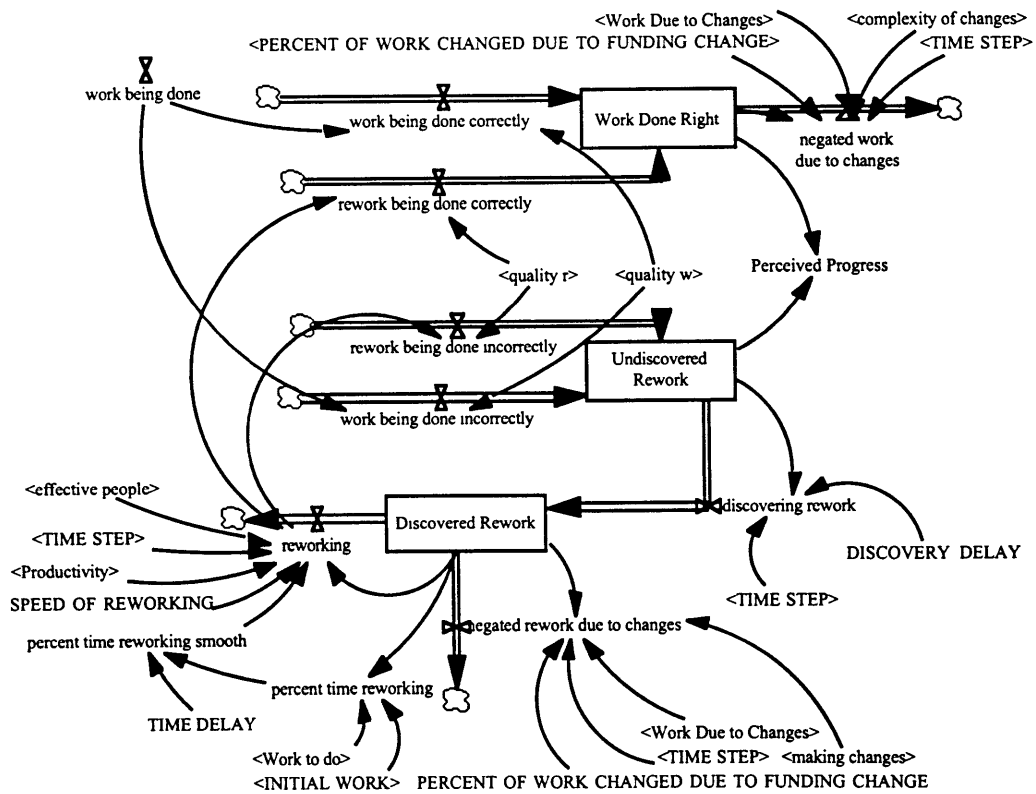 <Work Due to Changes>
<complexity of changes>
<PERCENT OF WORK CHANGED DUE TO FUNDING CHANGE>
<TIME STEP>
work being done
work being done correctly
Work Done Right
negated work
due to changes
rework being done correctly
<quality r>
<quality w>
Perceived Progress
rework being done incorrectly
Undiscovered
Rework
work being done incorrectly
<effective people>
discovering rework
Discovered Rework
<TIME STEP>
reworking
DISCOVERY DELAY
<Productivity>
<TIME STEP>
SPEED OF REWORKING
negated rework due to changes
percent time reworking smooth
percent time reworking
TIME DELAY
<Work Due to Changes>
<Work to do>
<TIME STEP>
<making changes>
<INITIAL WORK>
PERCENT OF WORK CHANGED DUE TO FUNDING CHANGE